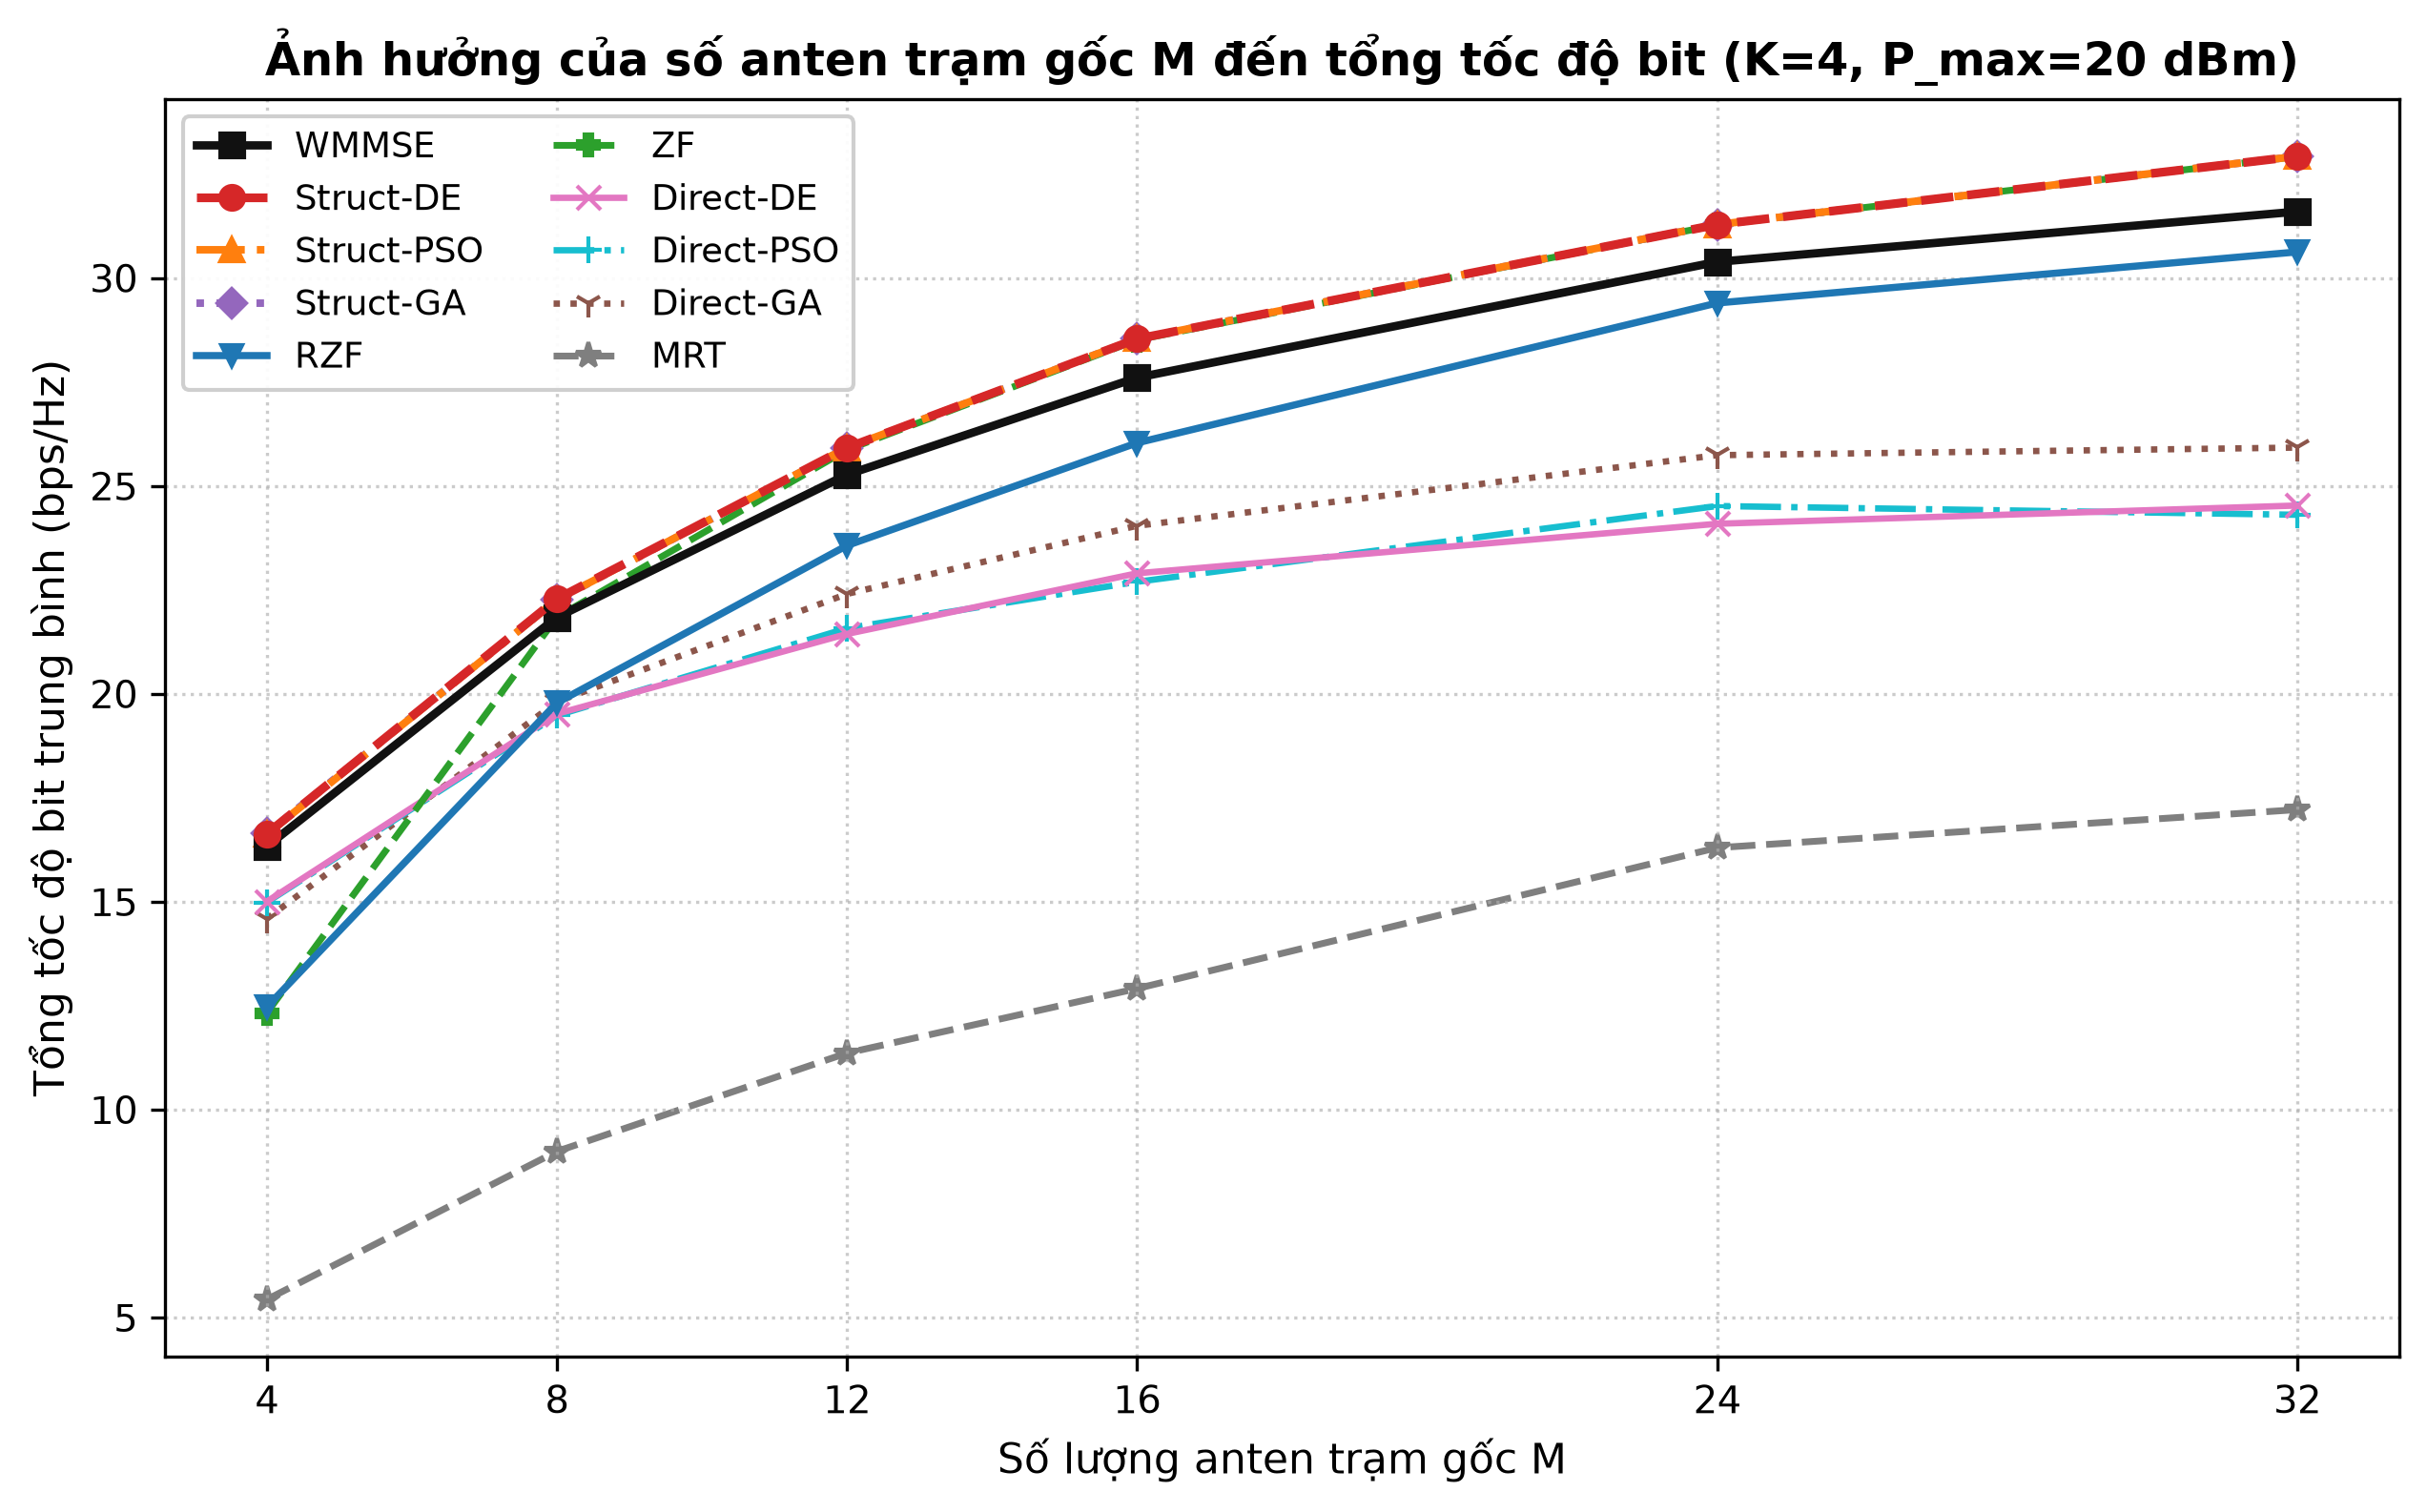 Ảnh hưởng của số anten trạm gốc M đến tổng tốc độ bit (K=4, P_max=20 dBm)
WMMSE
Struct-DE
Struct-PSO
Struct-GA
RZF
ZF
Direct-DE
Direct-PSO
Direct-GA
MRT
Tổng tốc độ bit trung bình (bps/Hz)
30
25
20
15
10
5
4 8 12 16 24 32
Số lượng anten trạm gốc M